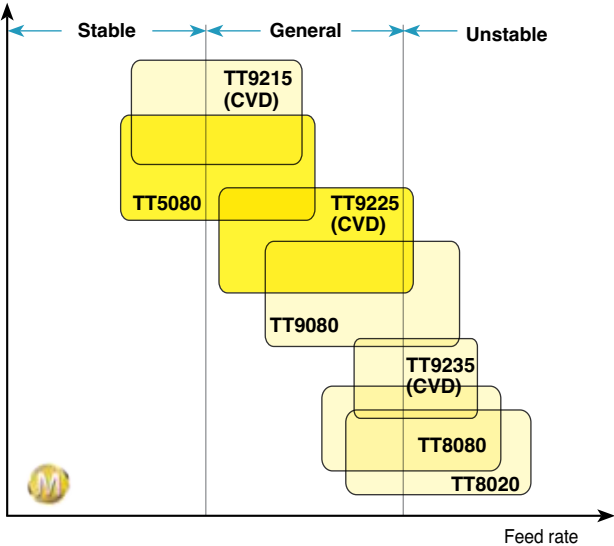 Stable
General
Unstable
TT9215
(CVD)
TT5080
TT9225
(CVD)
TT9080
TT9235
(CVD)
TT8080
TT8020
M
Feed rate